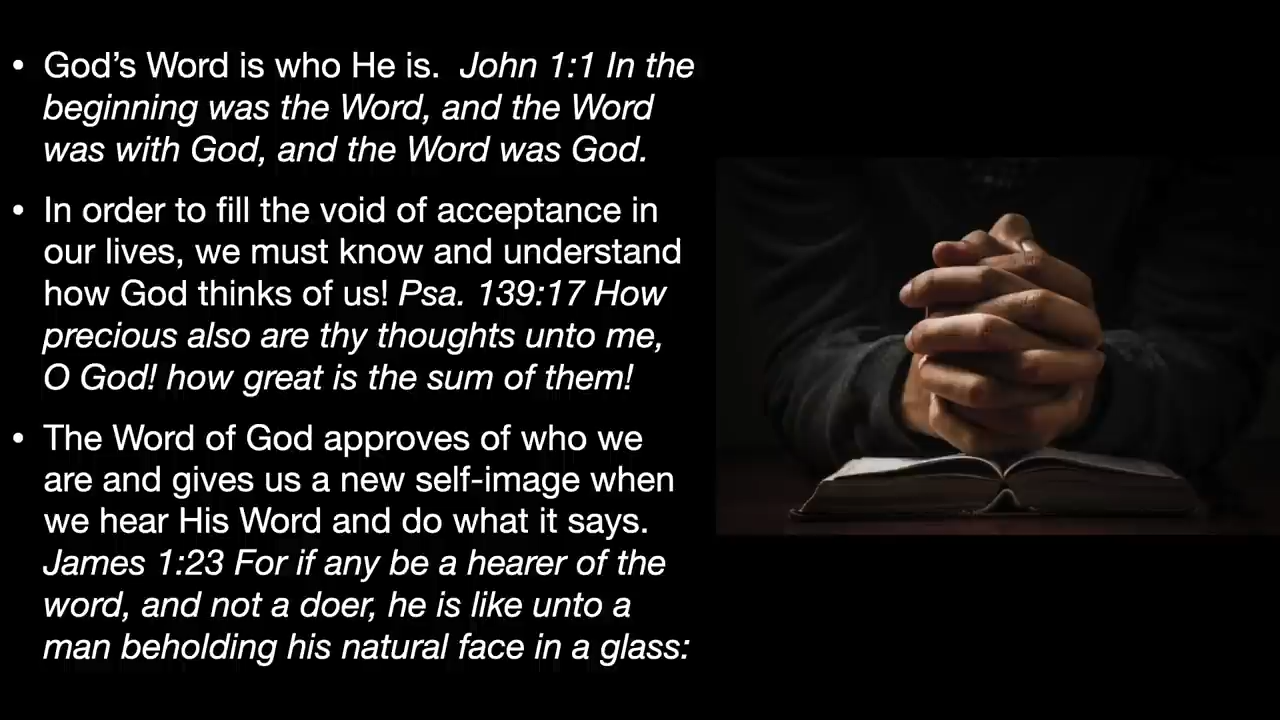 • God’s Word is who He is. John 1:1 In the
beginning was the Word, and the Word
was with God, and the Word was God.
• In order to fill the void of acceptance in
our lives, we must know and understand
how God thinks of us! Psa. 139:17 How
precious also are thy thoughts unto me,
O God! how great is the sum of them!
• The Word of God approves of who we
are and gives us a new self-image when
we hear His Word and do what it says.
James 1:23 For if any be a hearer of the
word, and not a doer, he is like unto a
man beholding his natural face in a glass: